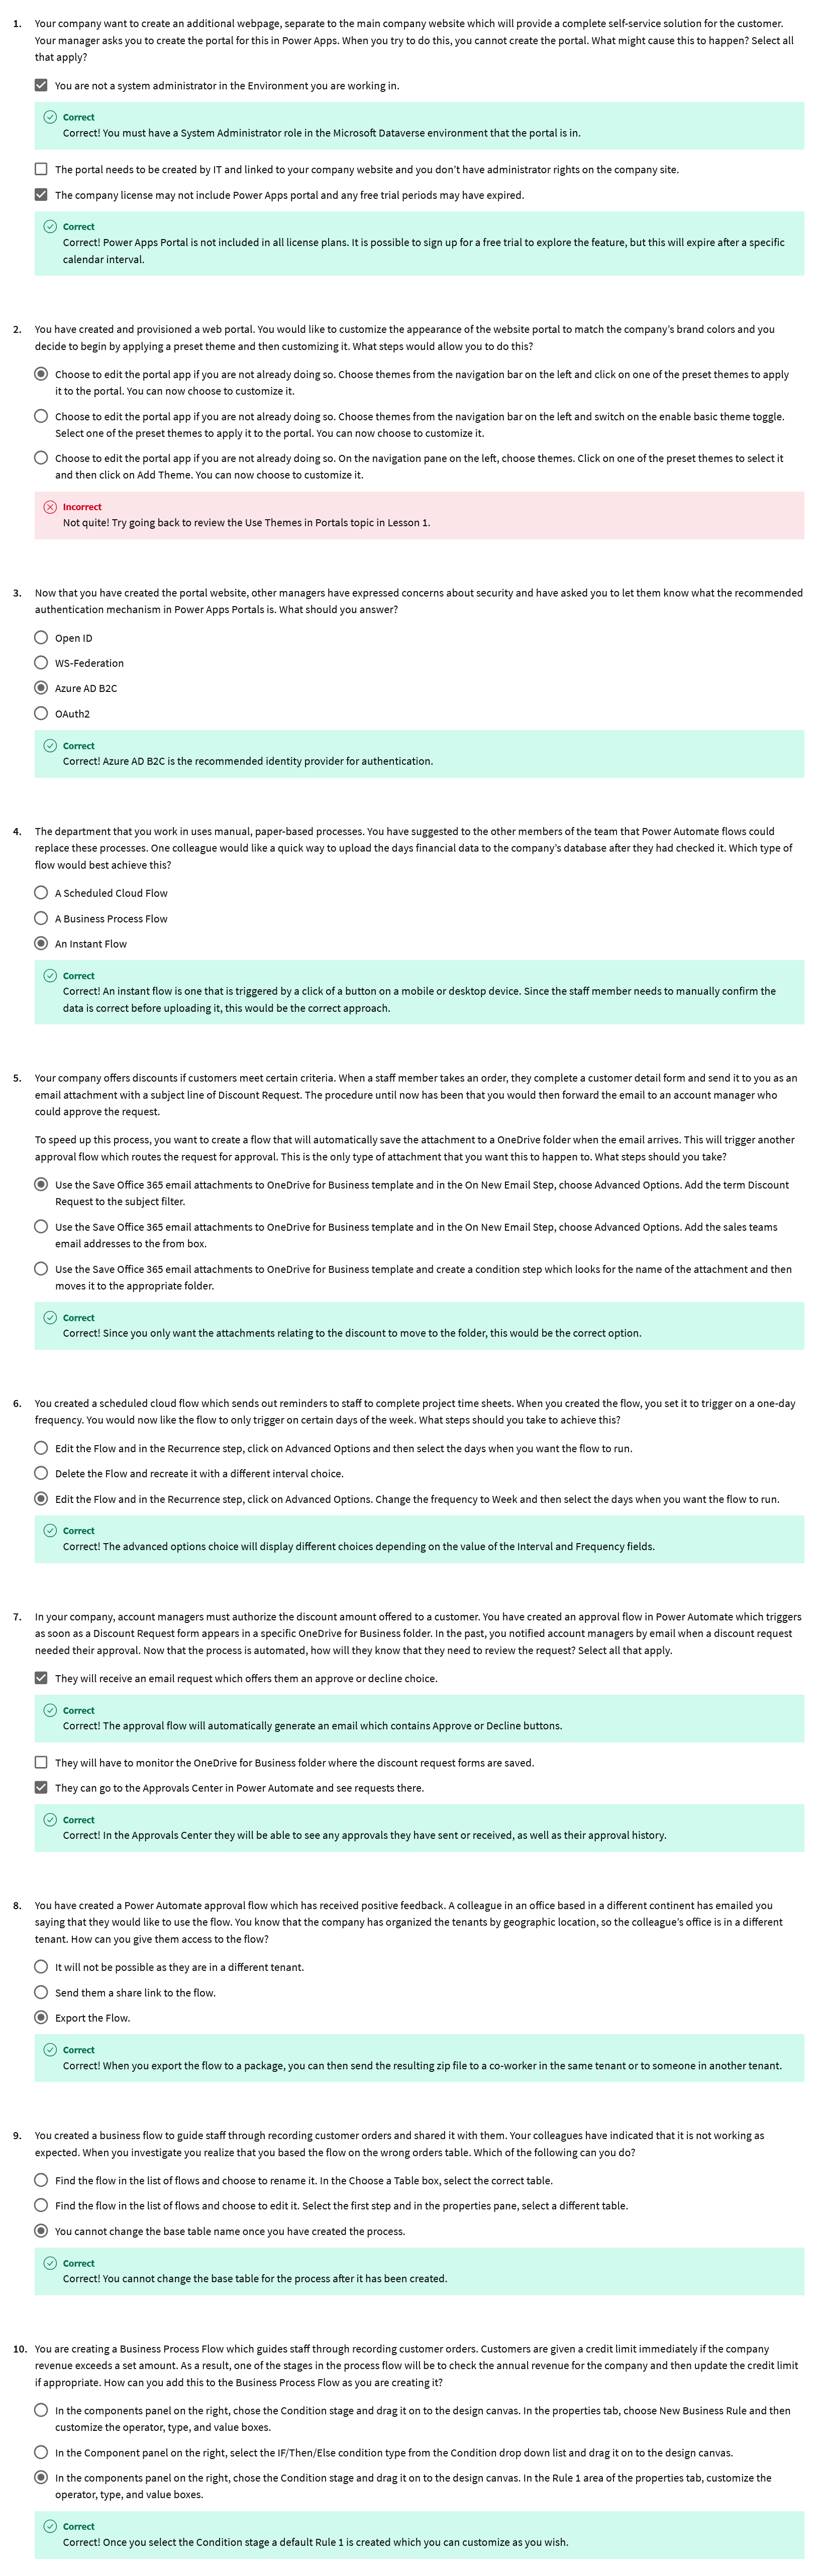 1. Your company want to create an additional webpage, separate to the main company website which will provide a complete self-service solution for the customer.
Your manager asks you to create the portal for this in Power Apps. When you try to do this, you cannot create the portal. What might cause this to happen? Select all
that apply?
You are not a system administrator in the Environment you are working in.
Correct
Correct! You must have a System Administrator role in the Microsoft Dataverse environment that the portal is in.
The portal needs to be created by IT and linked to your company website and you don't have administrator rights on the company site.
The company license may not include Power Apps portal and any free trial periods may have expired.
Correct
Correct! Power Apps Portal is not included in all license plans. It is possible to sign up for a free trial to explore the feature, but this will expire after a specific
calendar interval.
2. You have created and provisioned a web portal. You would like to customize the appearance of the website portal to match the company's brand colors and you
decide to begin by applying a preset theme and then customizing it. What steps would allow you to do this?
Choose to edit the portal app if you are not already doing so. Choose themes from the navigation bar on the left and click on one of the preset themes to apply
it to the portal. You can now choose to customize it.
Choose to edit the portal app if you are not already doing so. Choose themes from the navigation bar on the left and switch on the enable basic theme toggle.
Select one of the preset themes to apply it to the portal. You can now choose to customize it.
Choose to edit the portal app if you are not already doing so. On the navigation pane on the left, choose themes. Click on one of the preset themes to select it
and then click on Add Theme. You can now choose to customize it.
Incorrect
Not quite! Try going back to review the Use Themes in Portals topic in Lesson 1.
3. Now that you have created the portal website, other managers have expressed concerns about security and have asked you to let them know what the recommended
authentication mechanism in Power Apps Portals is. What should you answer?
Open ID
WS-Federation
Azure AD B2C
OAuth2
Correct
Correct! Azure AD B2C is the recommended identity provider for authentication.
4. The department that you work in uses manual, paper-based processes. You have suggested to the other members of the team that Power Automate flows could
replace these processes. One colleague would like a quick way to upload the days financial data to the company's database after they had checked it. Which type of
flow would best achieve this?
A Scheduled Cloud Flow
A Business Process Flow
An Instant Flow
Correct
Correct! An instant flow is one that is triggered by a click of a button on a mobile or desktop device. Since the staff member needs to manually confirm the
data is correct before uploading it, this would be the correct approach.
5. Your company offers discounts if customers meet certain criteria. When a staff member takes an order, they complete a customer detail form and send it to you as an
email attachment with a subject line of Discount Request. The procedure until now has been that you would then forward the email to an account manager who
could approve the request.
To speed up this process, you want to create a flow that will automatically save the attachment to a OneDrive folder when the email arrives. This will trigger another
approval flow which routes the request for approval. This is the only type of attachment that you want this to happen to. What steps should you take?
Use the Save Office 365 email attachments to OneDrive for Business template and in the On New Email Step, choose Advanced Options. Add the term Discount
Request to the subject filter.
Use the Save Office 365 email attachments to OneDrive for Business template and in the On New Email Step, choose Advanced Options. Add the sales teams
email addresses to the from box.
Use the Save Office 365 email attachments to OneDrive for Business template and create a condition step which looks for the name of the attachment and then
moves it to the appropriate folder.
Correct
Correct! Since you only want the attachments relating to the discount to move to the folder, this would be the correct option.
6. You created a scheduled cloud flow which sends out reminders to staff to complete project time sheets. When you created the flow, you set it to trigger on a one-day
frequency. You would now like the flow to only trigger on certain days of the week. What steps should you take to achieve this?
Edit the Flow and in the Recurrence step, click on Advanced Options and then select the days when you want the flow to run.
Delete the Flow and recreate it with a different interval choice.
Edit the Flow and in the Recurrence step, click on Advanced Options. Change the frequency to Week and then select the days when you want the flow to run.
Correct
Correct! The advanced options choice will display different choices depending on the value of the Interval and Frequency fields.
7. In your company, account managers must authorize the discount amount offered to a customer. You have created an approval flow in Power Automate which triggers
as soon as a Discount Request form appears in a specific OneDrive for Business folder. In the past, you notified account managers by email when a discount request
needed their approval. Now that the process is automated, how will they know that they need to review the request? Select all that apply.
They will receive an email request which offers them an approve or decline choice.
Correct
Correct! The approval flow will automatically generate an email which contains Approve or Decline buttons.
They will have to monitor the OneDrive for Business folder where the discount request forms are saved.
They can go to the Approvals Center in Power Automate and see requests there.
Correct
Correct! In the Approvals Center they will be able to see any approvals they have sent or received, as well as their approval history.
8. You have created a Power Automate approval flow which has received positive feedback. A colleague in an office based in a different continent has emailed you
saying that they would like to use the flow. You know that the company has organized the tenants by geographic location, so the colleague's office is in a different
tenant. How can you give them access to the flow?
It will not be possible as they are in a different tenant.
Send them a share link to the flow.
Export the Flow.
Correct
Correct! When you export the flow to a package, you can then send the resulting zip file to a co-worker in the same tenant or to someone in another tenant.
9. You created a business flow to guide staff through recording customer orders and shared it with them. Your colleagues have indicated that it is not working as
expected. When you investigate you realize that you based the flow on the wrong orders table. Which of the following can you do?
Find the flow in the list of flows and choose to rename it. In the Choose a Table box, select the correct table.
Find the flow in the list of flows and choose to edit it. Select the first step and in the properties pane, select a different table.
You cannot change the base table name once you have created the process.
Correct
Correct! You cannot change the base table for the process after it has been created.
10. You are creating a Business Process Flow which guides staff through recording customer orders. Customers are given a credit limit immediately if the company
revenue exceeds a set amount. As a result, one of the stages in the process flow will be to check the annual revenue for the company and then update the credit limit
if appropriate. How can you add this to the Business Process Flow as you are creating it?
In the components panel on the right, chose the Condition stage and drag it on to the design canvas. In the properties tab, choose New Business Rule and then
customize the operator, type, and value boxes.
In the Component panel on the right, select the IF/Then/Else condition type from the Condition drop down list and drag it on to the design canvas.
In the components panel on the right, chose the Condition stage and drag it on to the design canvas. In the Rule 1 area of the properties tab, customize the
operator, type, and value boxes.
Correct
Correct! Once you select the Condition stage a default Rule 1 is created which you can customize as you wish.